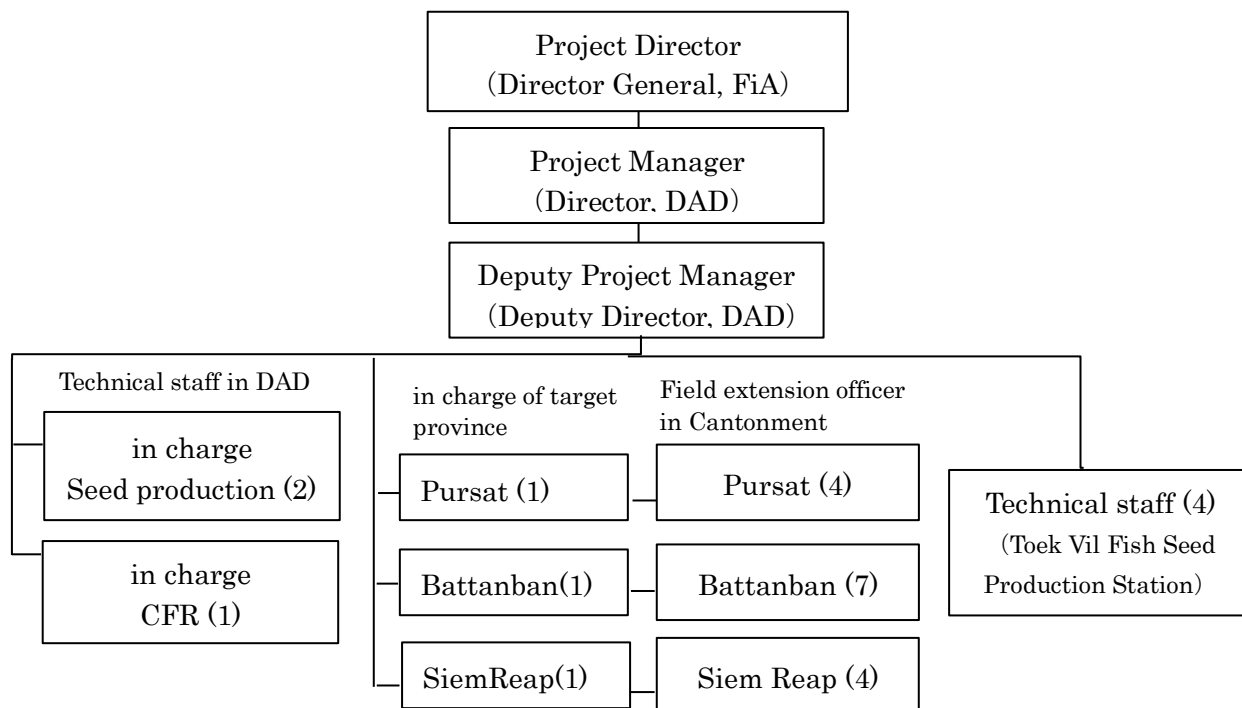 Project Director
（Director General, FiA）
Project Manager
（Director, DAD）
Deputy Project Manager
（Deputy Director, DAD）
Technical staff in DAD
in charge
Seed production (2)
in charge
CFR (1)
in charge of target
province
Pursat (1)
Battanban(1)
SiemReap(1)
Field extension officer
in Cantonment
Pursat (4)
Battanban (7)
Siem Reap (4)
Technical staff (4)
（Toek Vil Fish Seed
Production Station）